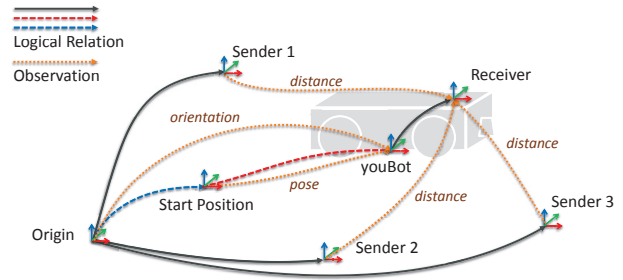 Logical Relation
Observation
Sender 1
distance
Receiver
orientation
distance
youBot
pose
distance
Start Position
Sender 3
Origin
Sender 2